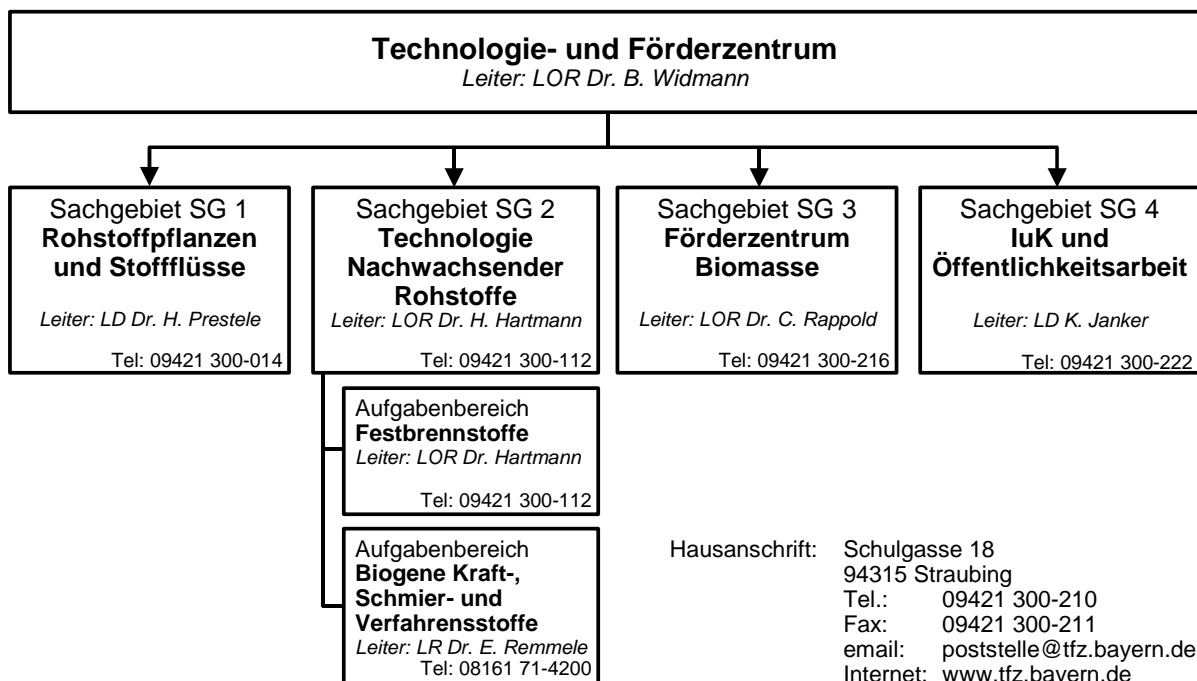 Technologie- und Förderzentrum
Leiter: LOR Dr. B. Widmann
Sachgebiet SG 1
Rohstoffpflanzen
und Stoffflüsse
Leiter: LD Dr. H. Prestele
Tel: 09421 300-014
Sachgebiet SG 2
Technologie
Nachwachsender
Rohstoffe
Leiter: LOR Dr. H. Hartmann
Tel: 09421 300-112
Sachgebiet SG 3
Förderzentrum
Biomasse
Leiter: LOR Dr. C. Rappold
Tel: 09421 300-216
Sachgebiet SG 4
IuK und
Öffentlichkeitsarbeit
Leiter: LD K. Janker
Tel: 09421 300-222
Aufgabenbereich
Festbrennstoffe
Leiter: LOR Dr. Hartmann
Tel: 09421 300-112
Aufgabenbereich
Biogene Kraft-,
Schmier- und
Verfahrensstoffe
Leiter: LR Dr. E. Remmele
Tel: 08161 71-4200
Hausanschrift: Schulgasse 18
94315 Straubing
Tel.: 09421 300-210
Fax: 09421 300-211
email: poststelle@tfz.bayern.de
Internet: www.tfz.bayern.de